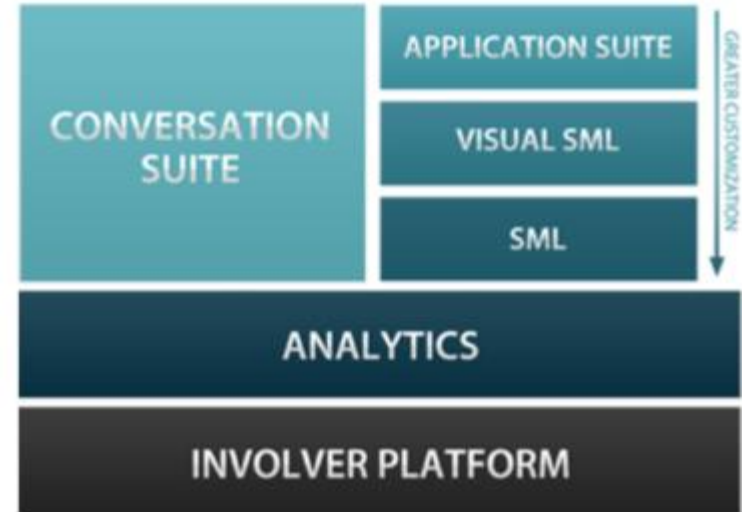 CONVERSATION
SUITE
APPLICATION SUITE
VISUAL SML
SML
GREATER CUSTOMIZATION
ANALYTICS
INVOLVER PLATFORM